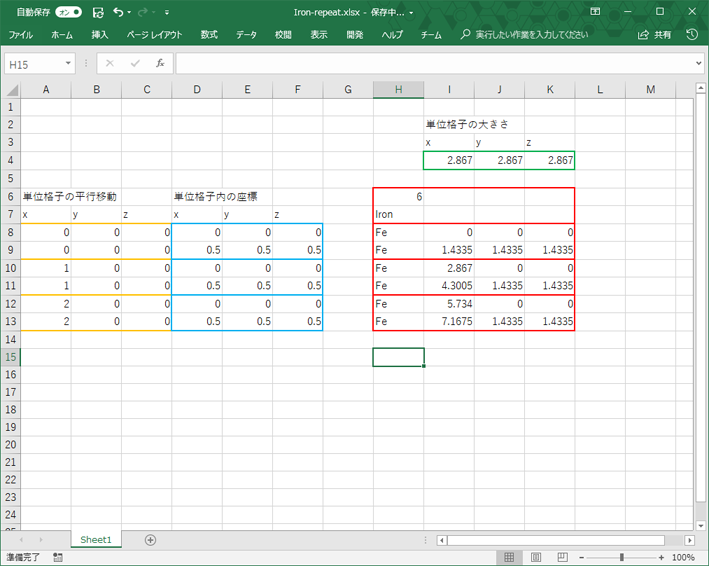 自動保存 オン Iron-repeat.xlsx - 保存中...
ファイル ホーム 挿入 ページ レイアウト 数式 データ 校閲 表示 開発 ヘルプ チーム 実行したい作業を入力してください 共有
H15 fx
A B C D E F G H I J K L M
1
2 単位格子の大きさ
3 x y z
4 2.867 2.867 2.867
5
6 単位格子の平行移動 単位格子内の座標 6
7 x y z x y z Iron
8 0 0 0 0 0 0 Fe 0 0 0
9 0 0 0 0.5 0.5 0.5 Fe 1.4335 1.4335 1.4335
10 1 0 0 0 0 0 Fe 2.867 0 0
11 1 0 0 0.5 0.5 0.5 Fe 4.3005 1.4335 1.4335
12 2 0 0 0 0 0 Fe 5.734 0 0
13 2 0 0 0.5 0.5 0.5 Fe 7.1675 1.4335 1.4335
14
15
16
17
18
19
20
21
22
23
24
25
Sheet1
準備完了 100%